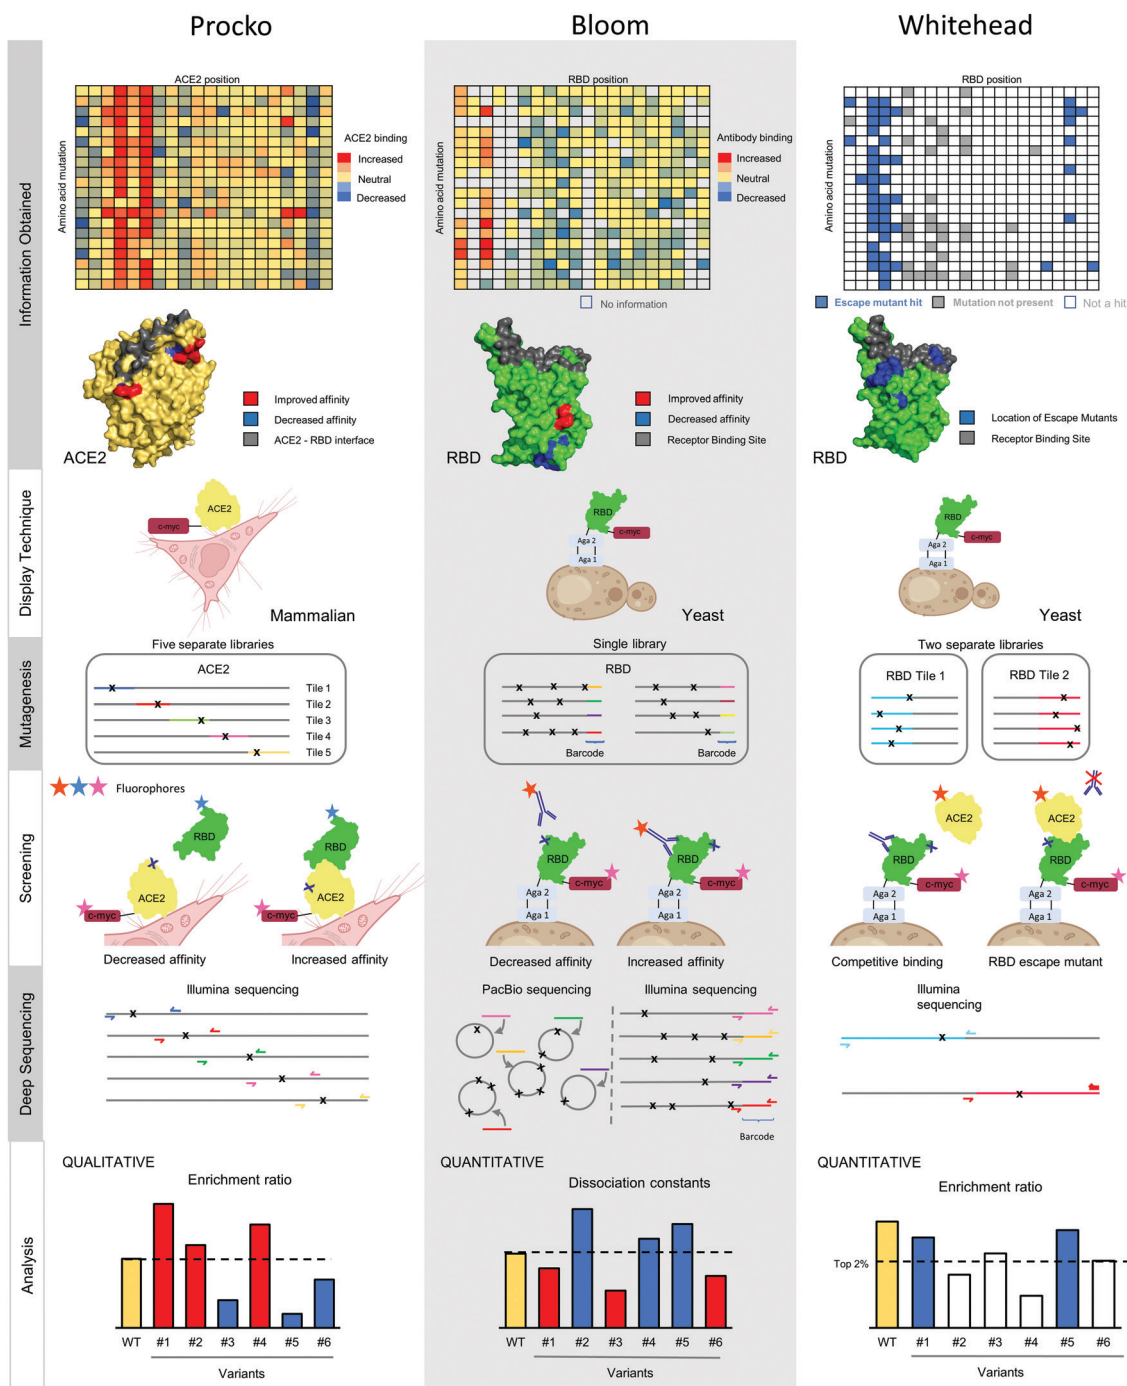 Procko
Bloom
Whitehead
Information Obtained
ACE2 position
Amino acid mutation
ACE2 binding
Increased
Neutral
Decreased
RBD position
Amino acid mutation
Antibody binding
Increased
Neutral
Decreased
No information
RBD position
Amino acid mutation
Escape mutant hit
Mutation not present
Not a hit
Improved affinity
Decreased affinity
ACE2 - RBD interface
ACE2
Improved affinity
Decreased affinity
Receptor Binding Site
RBD
Location of Escape Mutants
Receptor Binding Site
RBD
Display Technique
ACE2
c-myc
Mammalian
RBD
c-myc
Aga 2
Aga 1
Yeast
RBD
c-myc
Aga 2
Aga 1
Yeast
Mutagenesis
Five separate libraries
ACE2
Tile 1
Tile 2
Tile 3
Tile 4
Tile 5
Single library
RBD
Barcode
Barcode
Two separate libraries
RBD Tile 1
RBD Tile 2
Screening
Fluorophores
RBD
ACE2
c-myc
Decreased affinity
RBD
ACE2
c-myc
Increased affinity
RBD
c-myc
Aga 2
Aga 1
Decreased affinity
RBD
c-myc
Aga 2
Aga 1
Increased affinity
ACE2
RBD
c-myc
Aga 2
Aga 1
Competitive binding
ACE2
RBD
c-myc
Aga 2
Aga 1
RBD escape mutant
Deep Sequencing
Illumina sequencing
PacBio sequencing
Illumina sequencing
Barcode
Illumina
sequencing
Analysis
QUALITATIVE
Enrichment ratio
WT #1 #2 #3 #4 #5 #6
Variants
QUANTITATIVE
Dissociation constants
WT #1 #2 #3 #4 #5 #6
Variants
QUANTITATIVE
Enrichment ratio
Top 2%
WT #1 #2 #3 #4 #5 #6
Variants